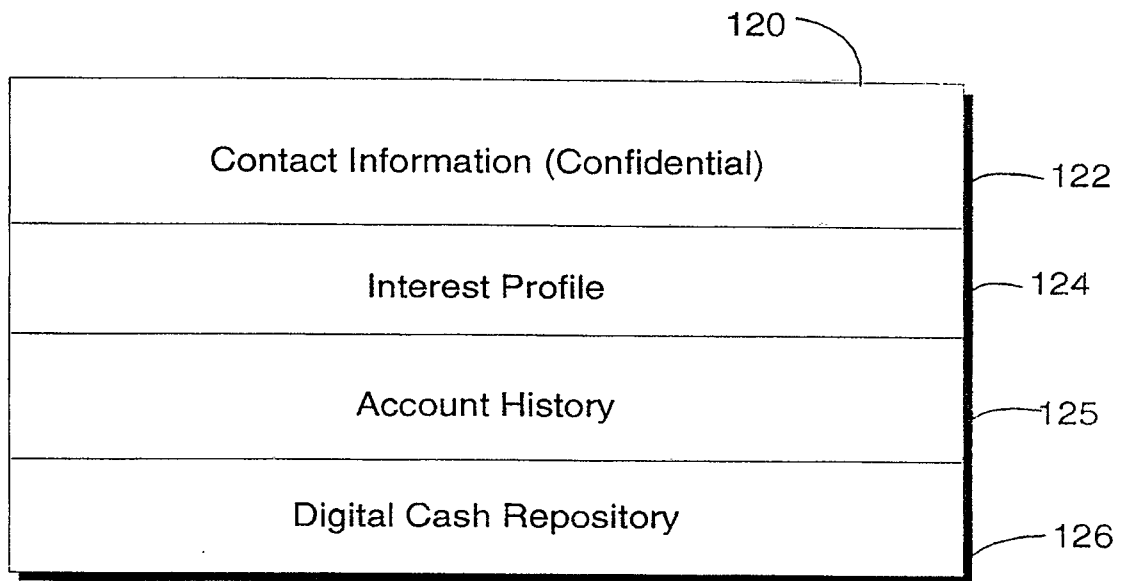 120
Contact Information (Confidential)
122
Interest Profile
124
Account History
125
Digital Cash Repository
126